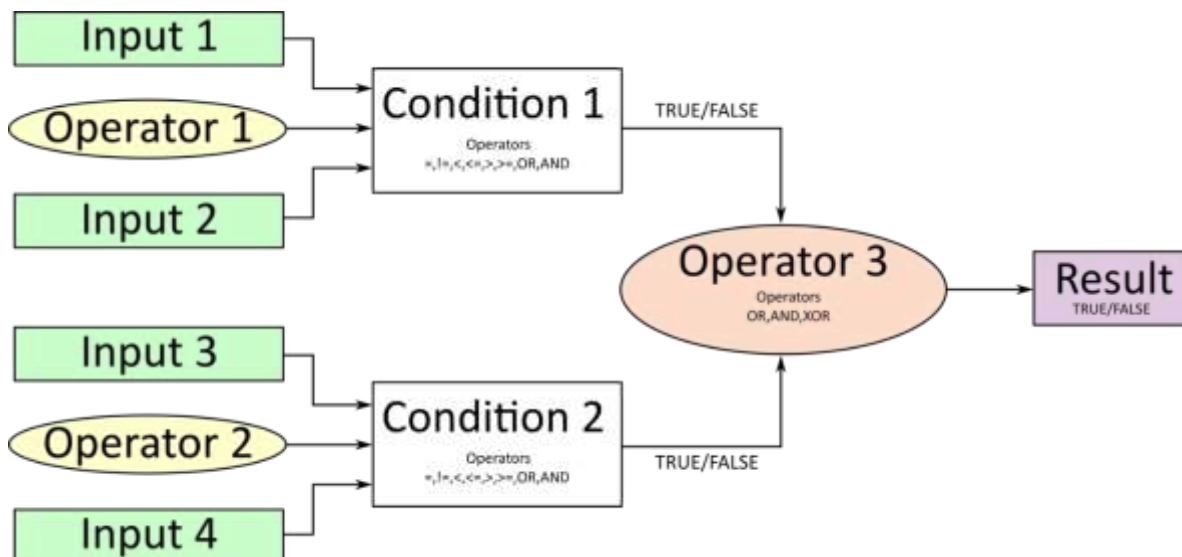 Input 1
Operator 1
Input 2
Condition 1
Operators
=,!=,<,<=,>,>=,OR,AND
TRUE/FALSE
Operator 3
Operators
OR,AND,XOR
Result
TRUE/FALSE
Input 3
Operator 2
Input 4
Condition 2
Operators
=,!=,<,<=,>,>=,OR,AND
TRUE/FALSE